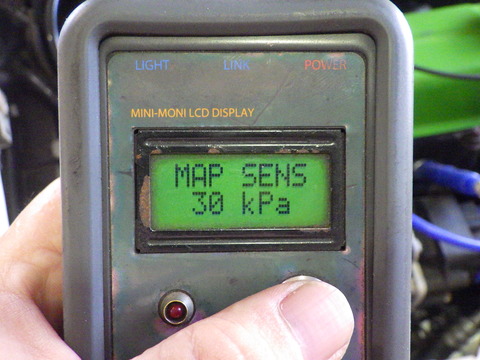 LIGHT LINK POWER
MINI-MONI LCD DISPLAY
MAP SENS
30 kPa